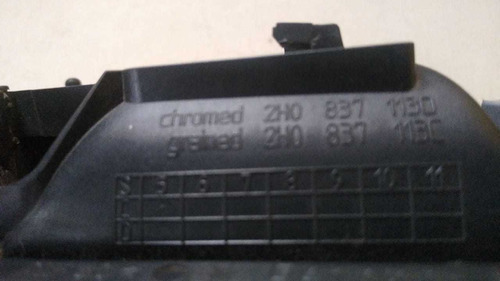 chromed 2H0 837 113D
grained 2H0 837 113C
5 6 7 8 9 10 11